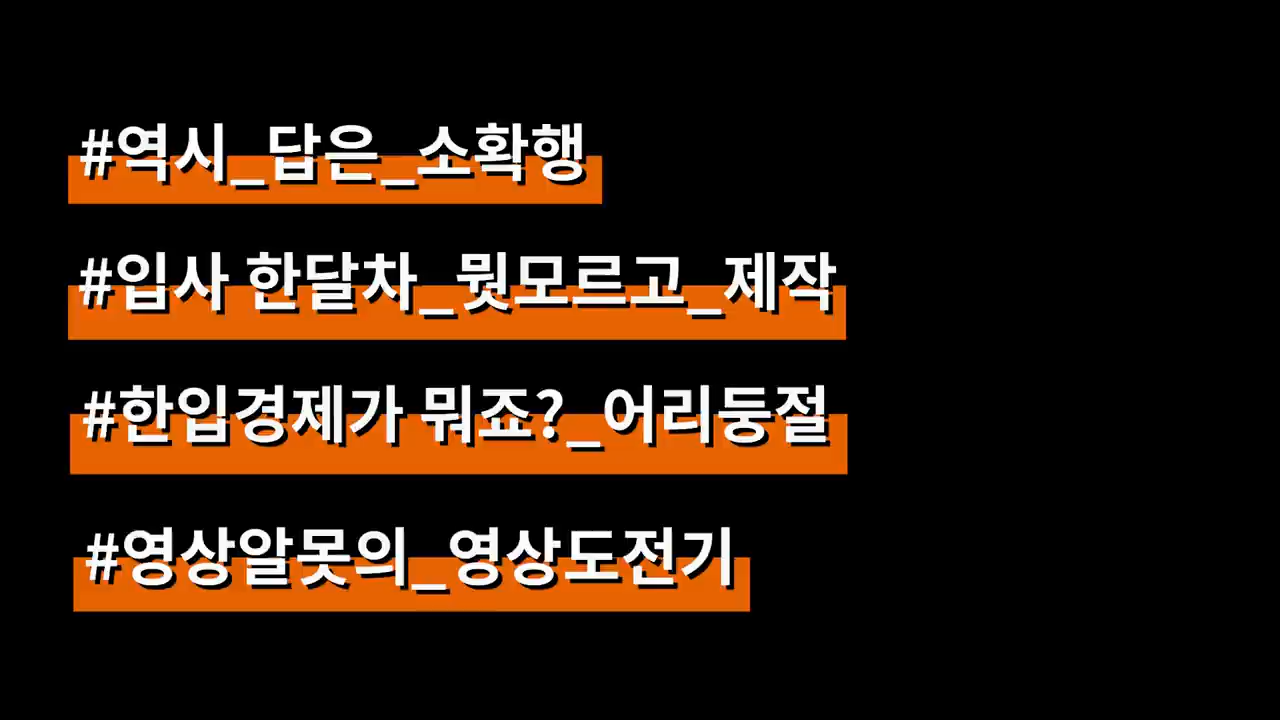 #역시_답은_소확행
#입사 한달차_뭣모르고_제작
#한입경제가 뭐죠?_어리둥절
#영상알못의_영상도전기